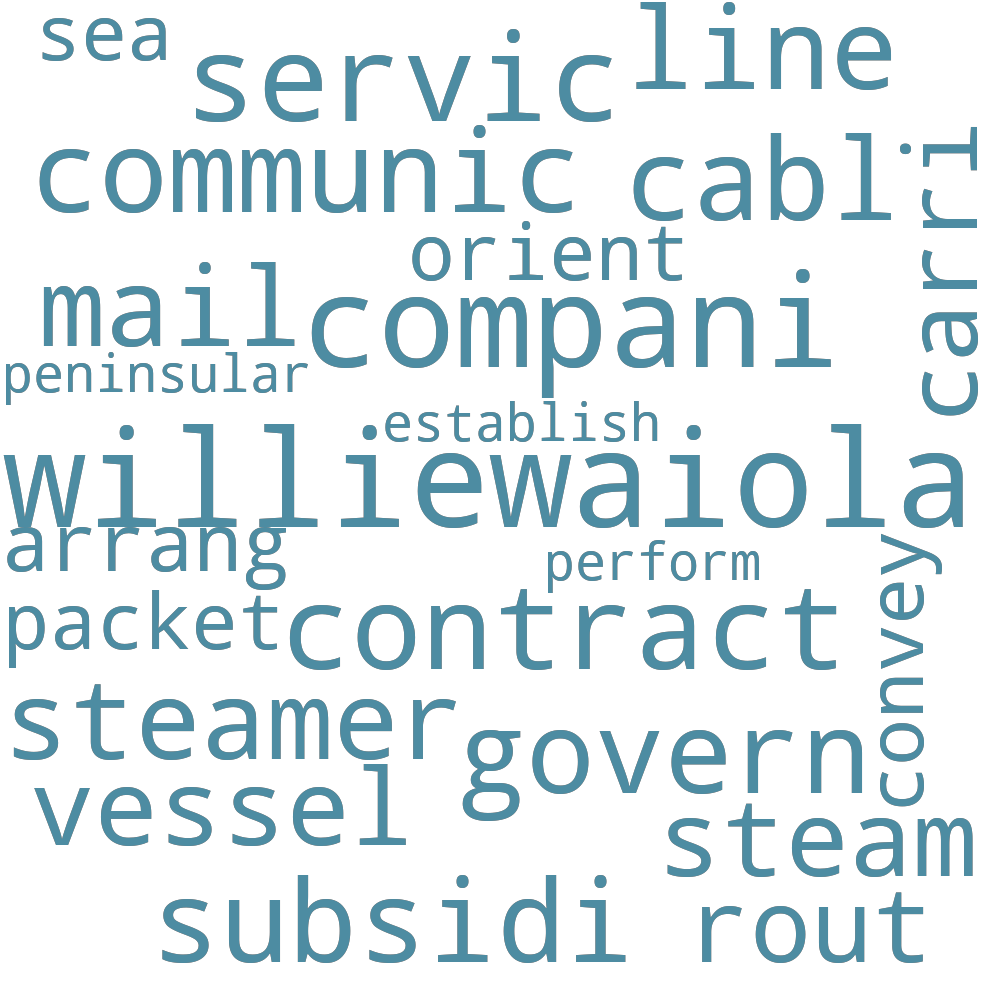 sea
servic
line
communic
cabli
carri
orient
mail
compani
peninsular
establish
williewaiola
arrang
perform
convey
packet
contract
steamer
govern
vessel
steam
subsidi
rout